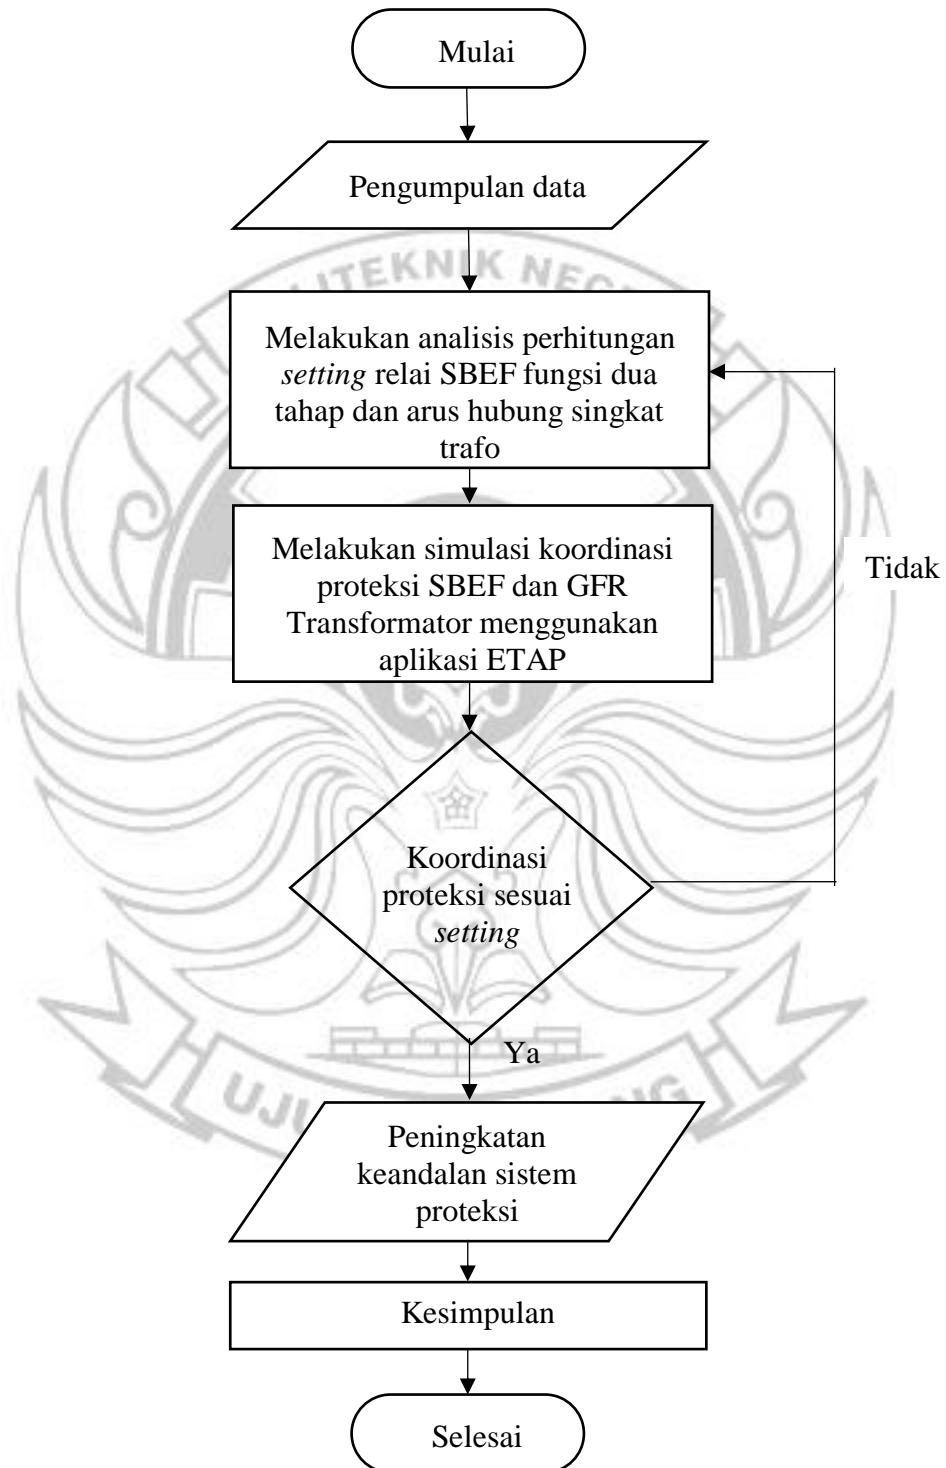 Mulai
Pengumpulan data
Melakukan analisis perhitungan
setting relai SBEF fungsi dua
tahap dan arus hubung singkat
trafo
Melakukan simulasi koordinasi
proteksi SBEF dan GFR
Transformator menggunakan
aplikasi ETAP
Tidak
Koordinasi
proteksi sesuai
setting
Ya
Peningkatan
keandalan sistem
proteksi
Kesimpulan
Selesai